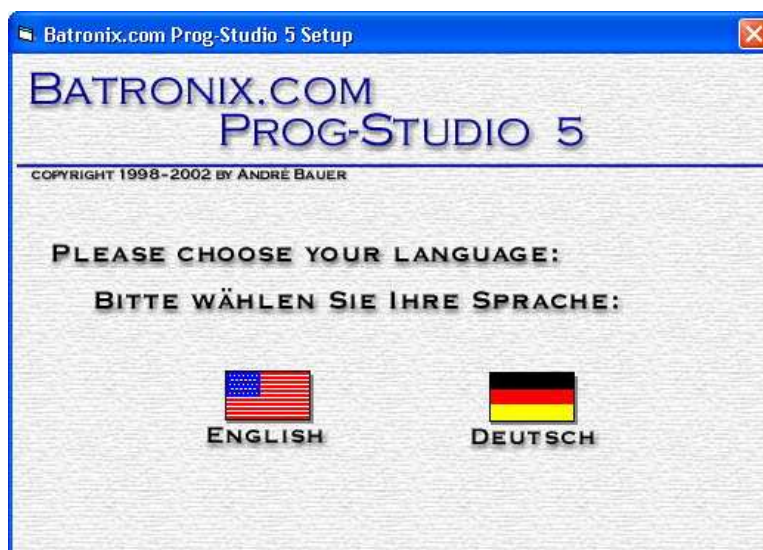 Batronix.com Prog-Studio 5 Setup
BATRONIX.COM
PROG-STUDIO 5
COPYRIGHT 1998-2002 BY ANDRÉ BAUER
PLEASE CHOOSE YOUR LANGUAGE:
BITTE WÄHLEN SIE IHRE SPRACHE:
ENGLISH
DEUTSCH